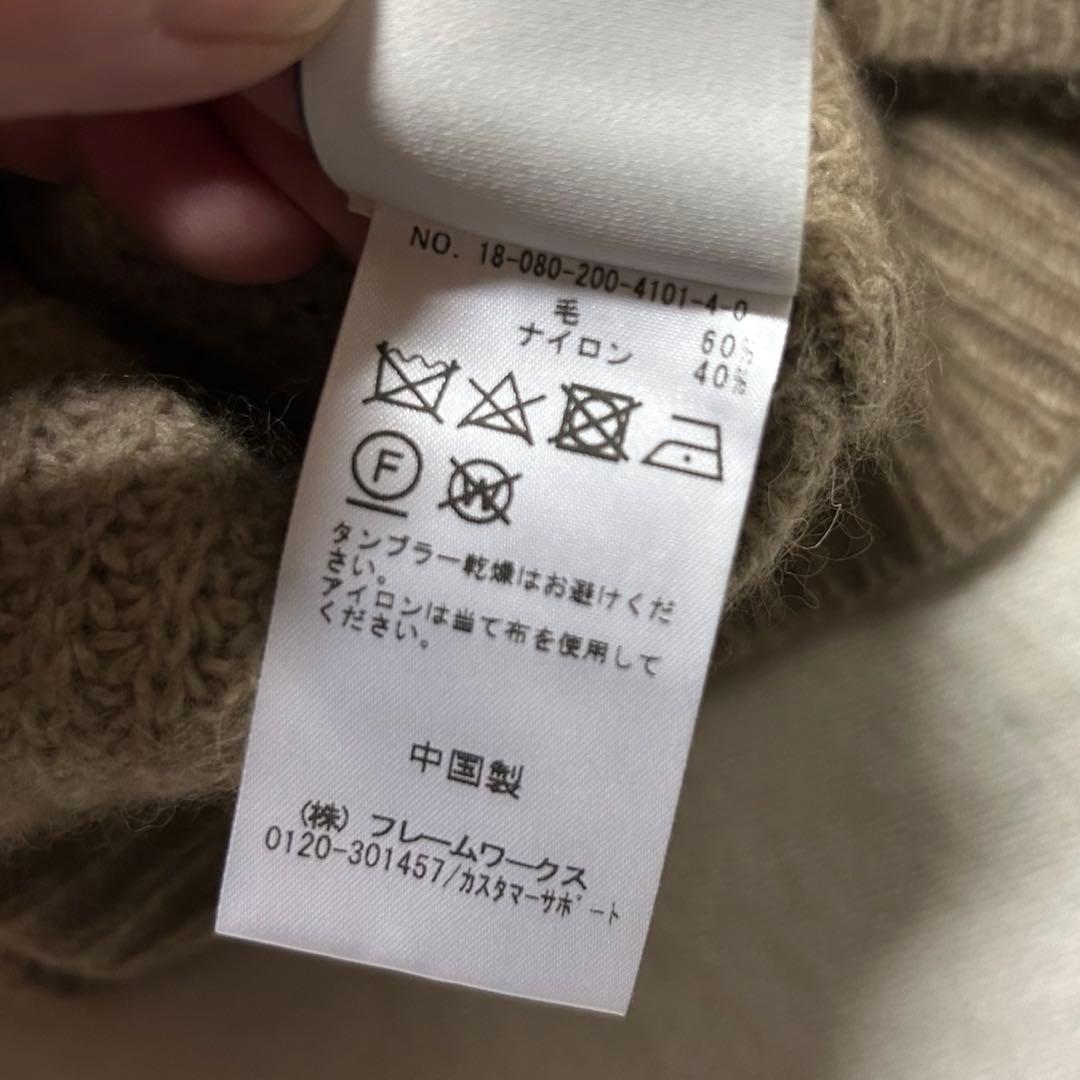 NO. 18-080-200-4101-4-0
毛 60%
ナイロン 40%
F
W
タンブラー乾燥はお避けくだ
さい。
アイロンは当て布を使用して
ください。
中国製
(株) フレームワークス
0120-301457/カスタマーサポート